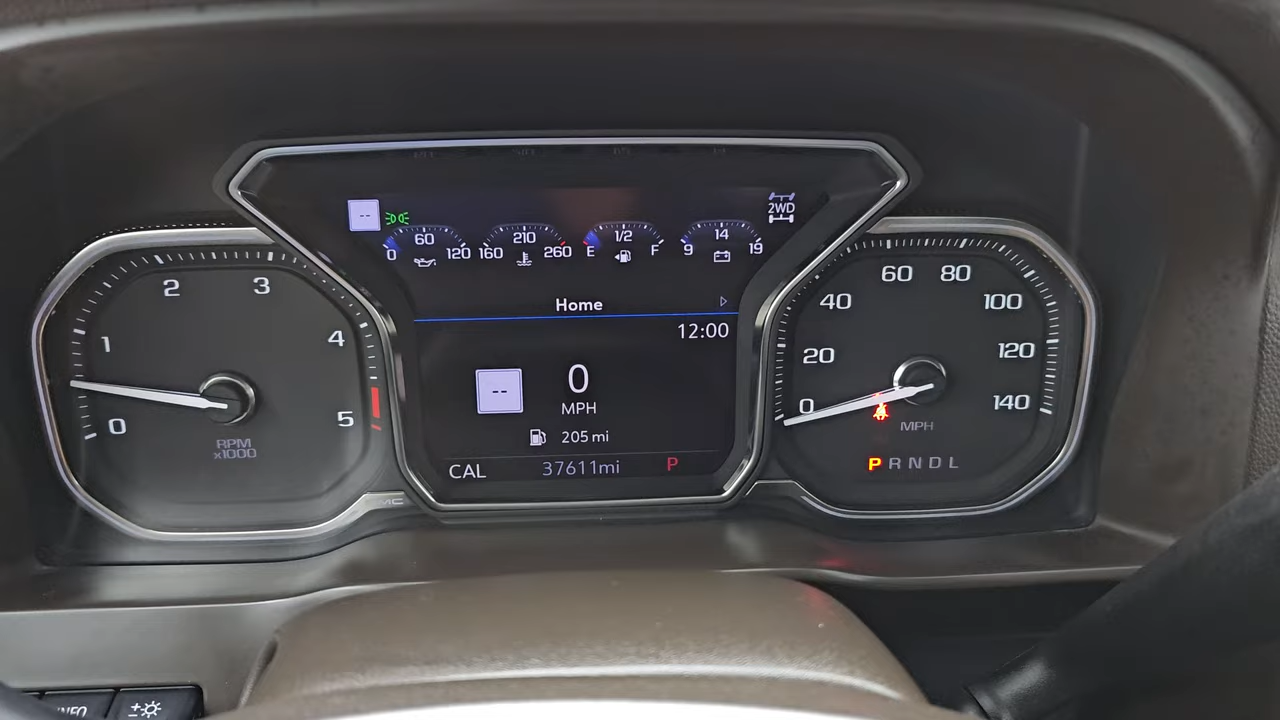 --
2WD
0 60 120
160 210 260
E 1/2 F
9 14 19
Home
12:00
--
0
MPH
205 mi
CAL 37611mi P
0 1 2 3 4 5
RPM
x1000
0 20 40 60 80 100 120 140
MPH
P R N D L
INFO